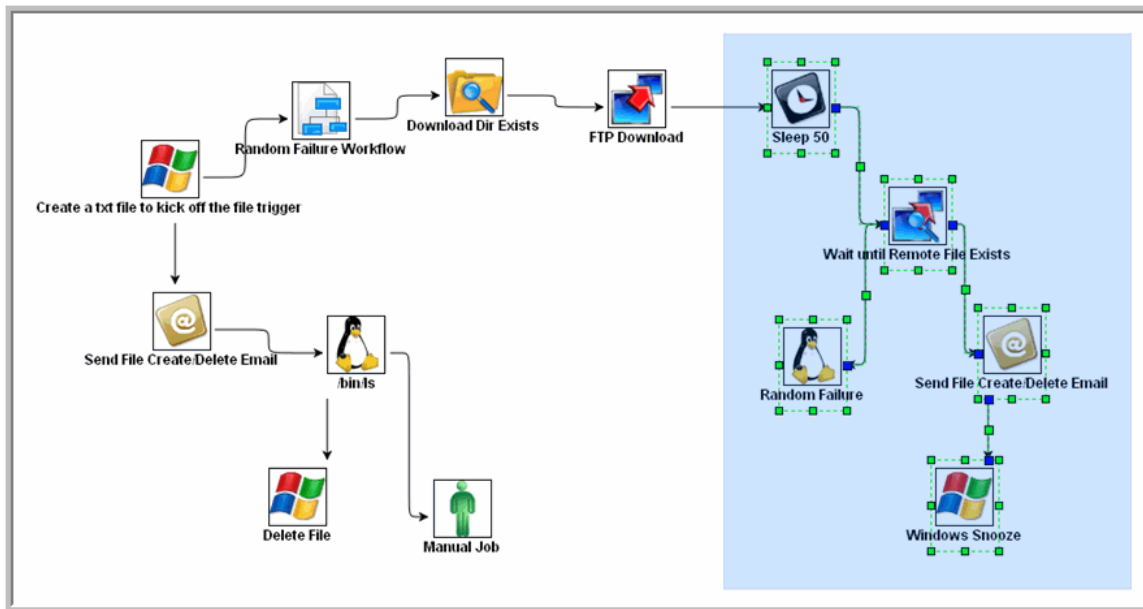 Download Dir Exists
FTP Download
Sleep 50
Random Failure Workflow
Create a txt file to kick off the file trigger
Wait until Remote File Exists
Send File Create/Delete Email
/bin/ls
Random Failure
Send File Create/Delete Email
Delete File
Manual Job
Windows Snooze